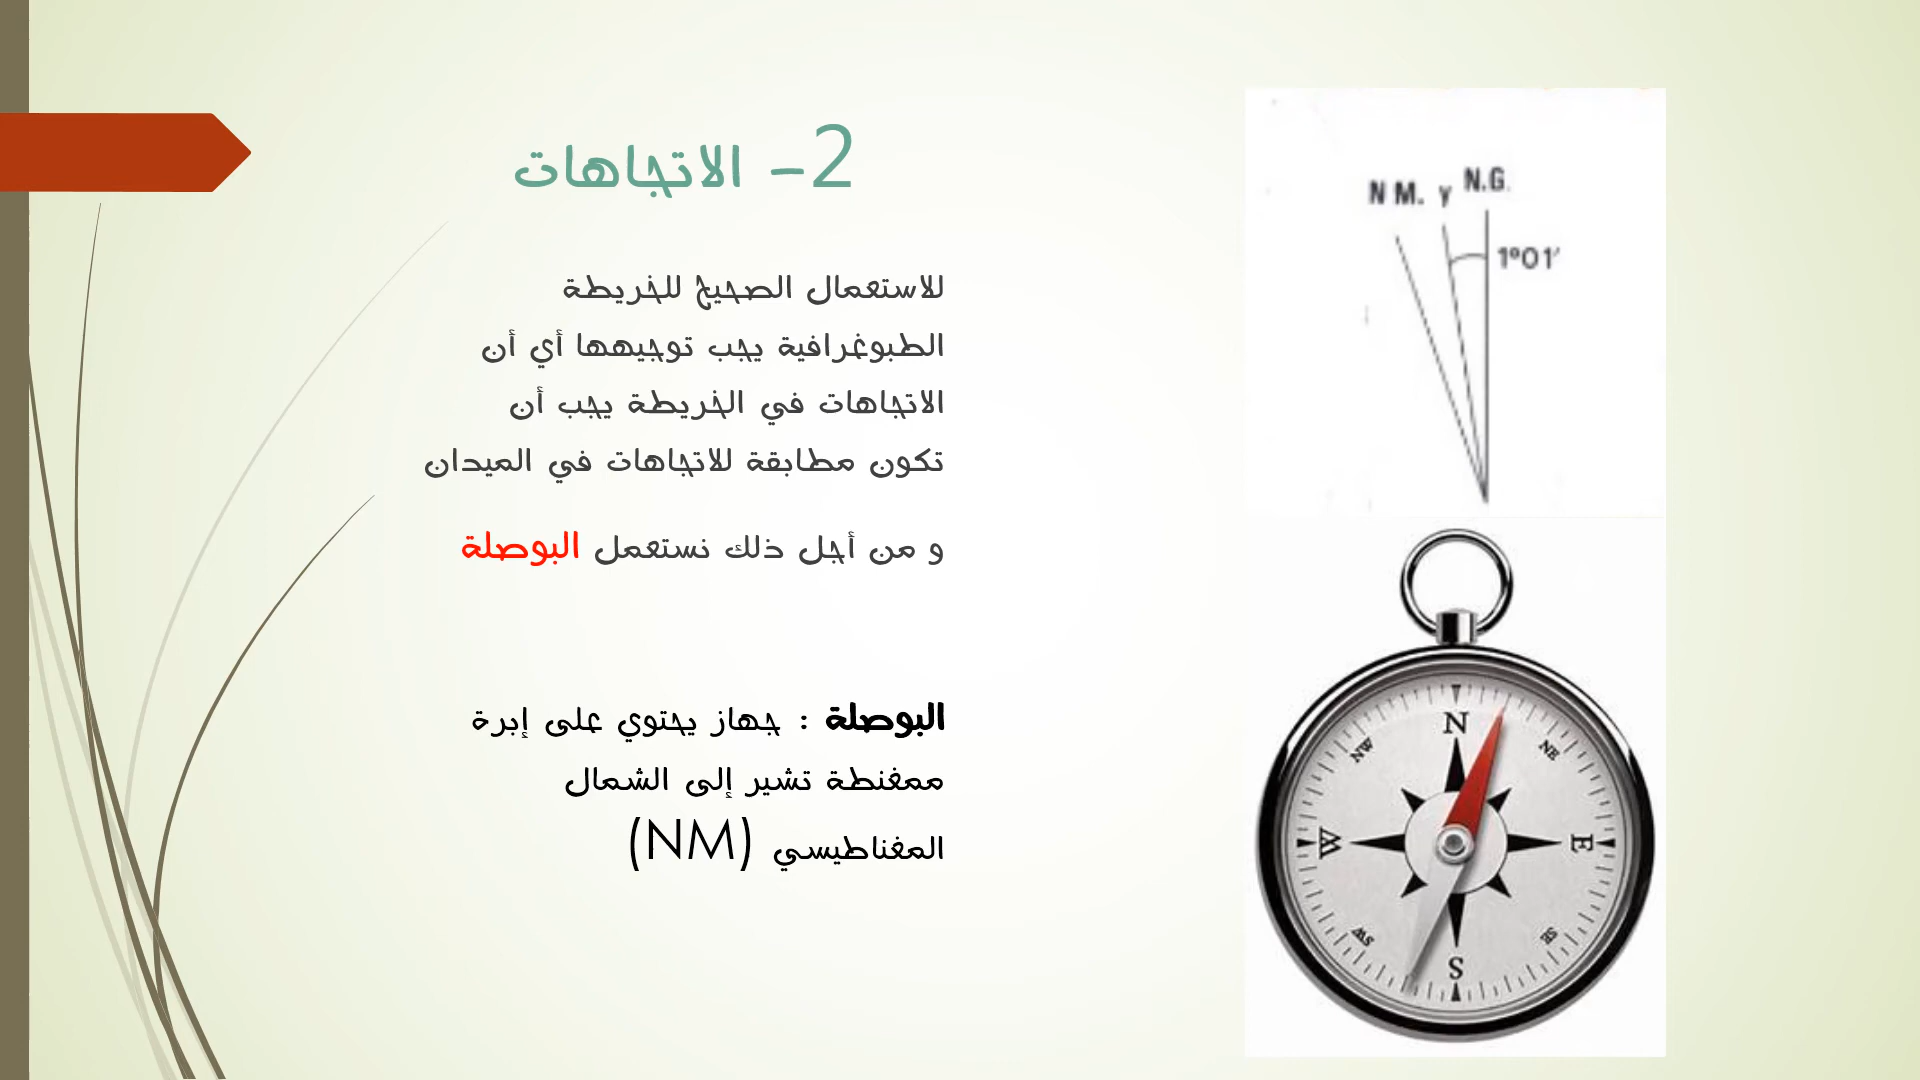 2- الاتجاهات
للاستعمال الصحيح للخريطة
الطبوغرافية يجب توجيهها أي أن
الاتجاهات في الخريطة يجب أن
تكون مطابقة للاتجاهات في الميدان
و من أجل ذلك نستعمل البوصلة
البوصلة : جهاز يحتوي على إبرة
ممغنطة تشير إلى الشمال
المغناطيسي (NM)
N M. y N.G.
1º01'
N
NW NE
W E
SW SE
S